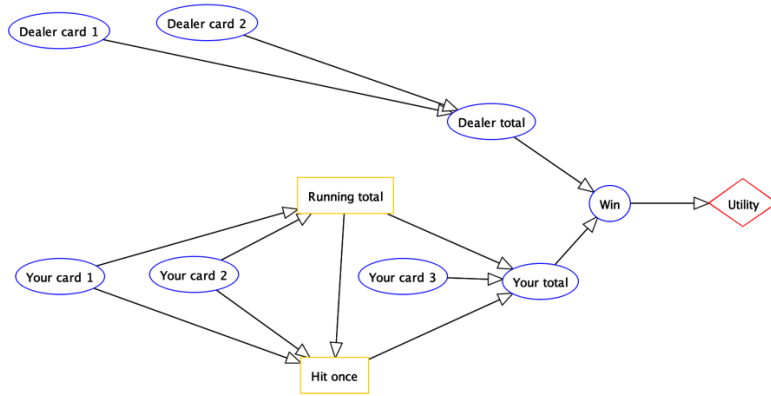 Dealer card 1
Dealer card 2
Dealer total
Running total
Win
Utility
Your card 1
Your card 2
Your card 3
Your total
Hit once